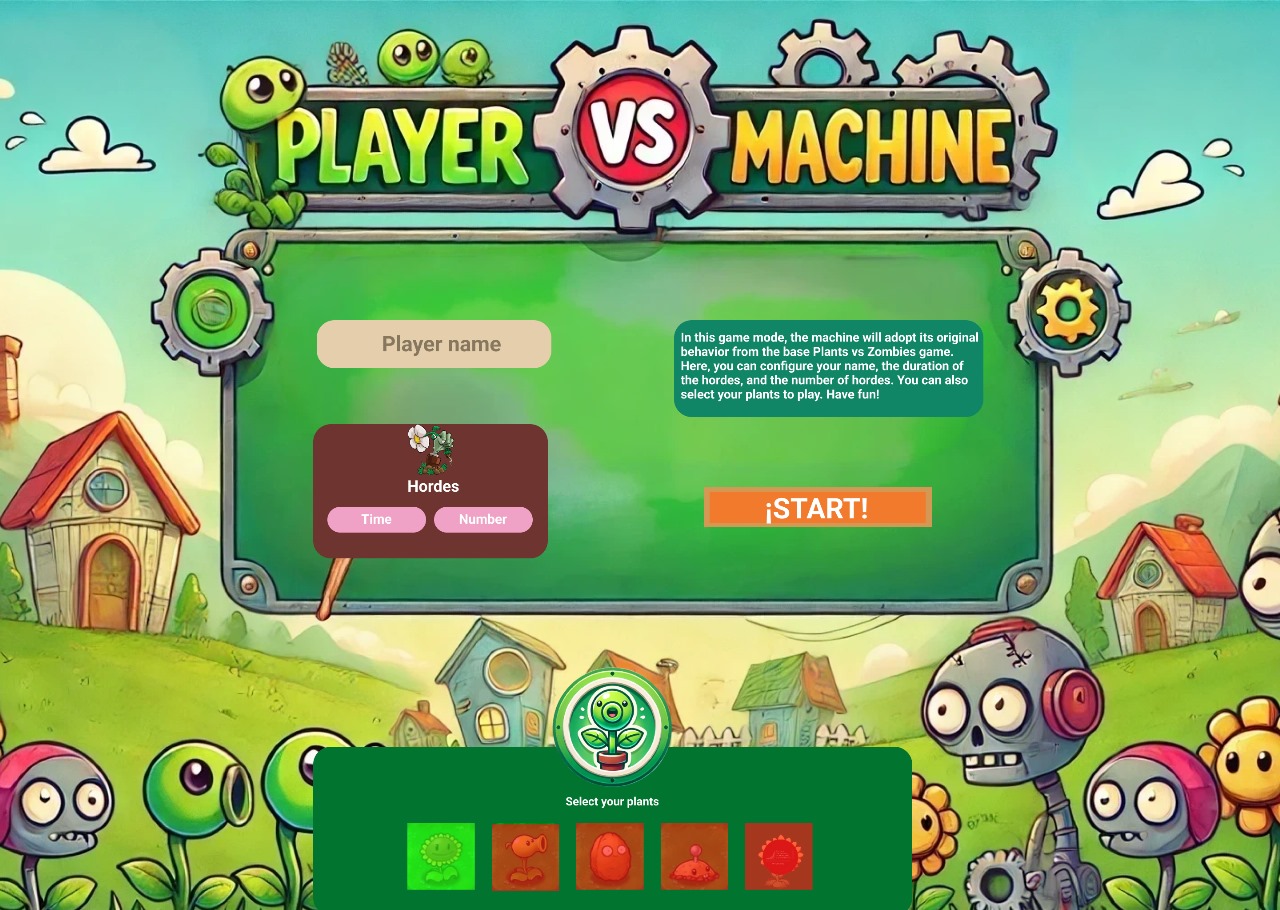 PLAYER VS MACHINE
Player name
In this game mode, the machine will adopt its original
behavior from the base Plants vs Zombies game.
Here, you can configure your name, the duration of
the hordes, and the number of hordes. You can also
select your plants to play. Have fun!
Hordes
Time Number
¡START!
Select your plants